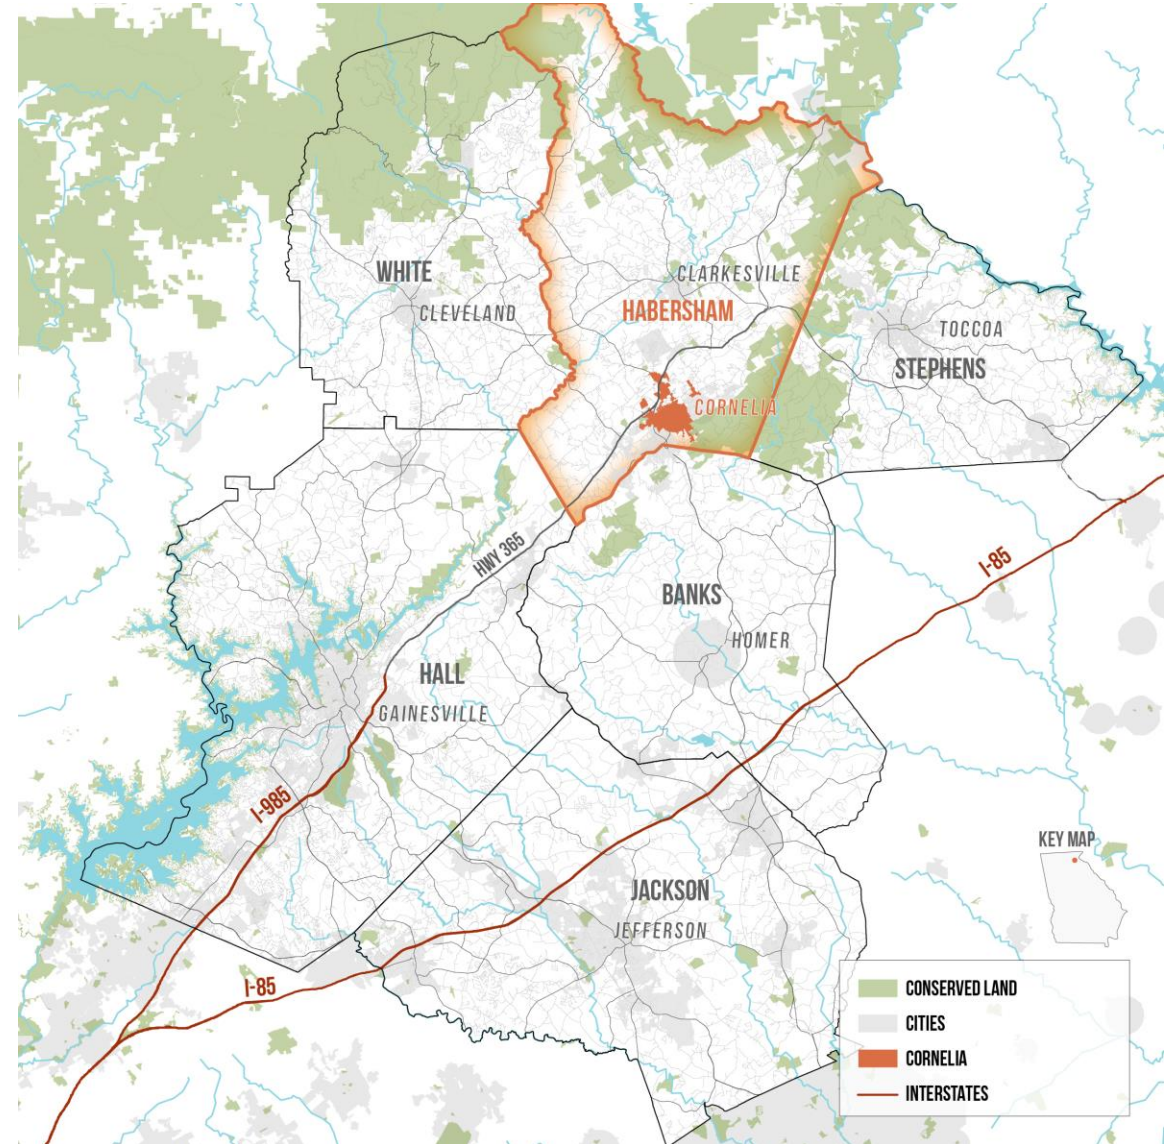 WHITE
CLEVELAND
CLARKESVILLE
HABERSHAM
TOCCOA
STEPHENS
CORNELIA
HWY 365
I-85
BANKS
HOMER
HALL
GAINESVILLE
I-985
KEY MAP
JACKSON
JEFFERSON
I-85
CONSERVED LAND
CITIES
CORNELIA
INTERSTATES